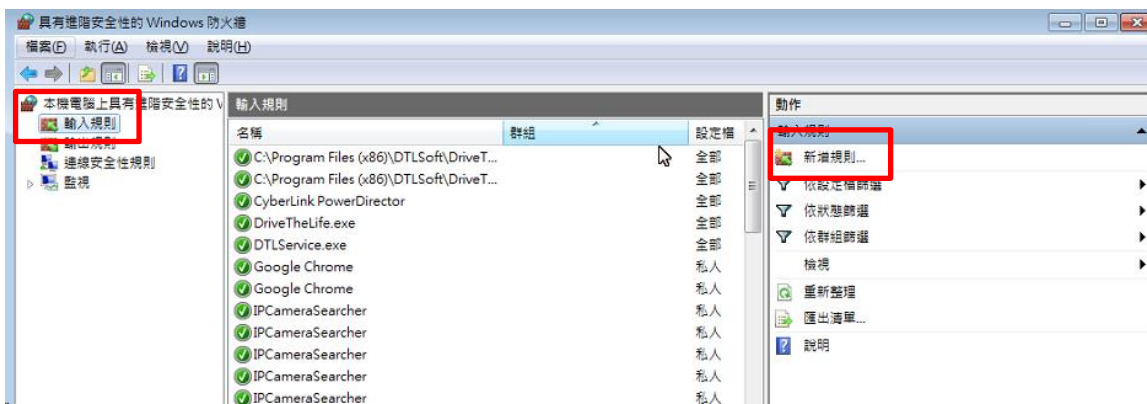 具有進階安全性的 Windows 防火牆
檔案(F) 執行(A) 檢視(V) 說明(H)
本機電腦上具有進階安全性的 V
輸入規則
輸出規則
連線安全性規則
監視
輸入規則
名稱 群組 設定檔
C:\Program Files (x86)\DTLSoft\DriveT... 全部
C:\Program Files (x86)\DTLSoft\DriveT... 全部
CyberLink PowerDirector 全部
DriveTheLife.exe 全部
DTLService.exe 全部
Google Chrome 私人
Google Chrome 私人
IPCameraSearcher 私人
IPCameraSearcher 私人
IPCameraSearcher 私人
IPCameraSearcher 私人
IPCameraSearcher 私人
動作
輸入規則
新增規則...
依設定檔篩選
依狀態篩選
依群組篩選
檢視
重新整理
匯出清單...
說明